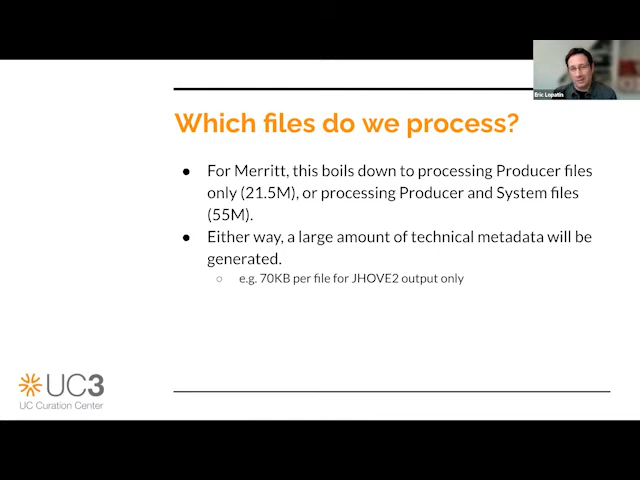 Eric Lopatin
Which files do we process?
● For Merritt, this boils down to processing Producer files
only (21.5M), or processing Producer and System files
(55M).
● Either way, a large amount of technical metadata will be
generated.
○ e.g. 70KB per file for JHOVE2 output only
UC3
UC Curation Center